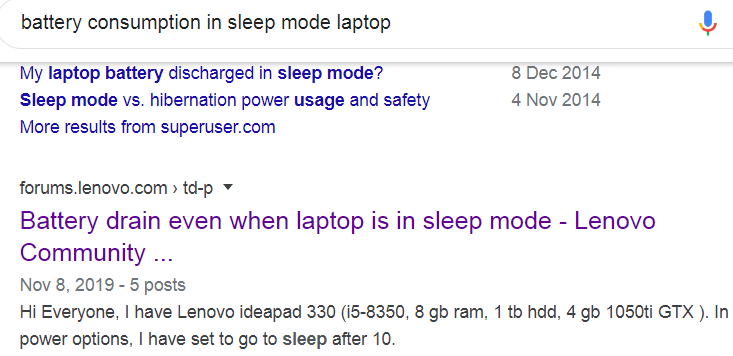 battery consumption in sleep mode laptop
My laptop battery discharged in sleep mode? 8 Dec 2014
Sleep mode vs. hibernation power usage and safety 4 Nov 2014
More results from superuser.com
forums.lenovo.com › td-p
Battery drain even when laptop is in sleep mode - Lenovo
Community ...
Nov 8, 2019 - 5 posts
Hi Everyone, I have Lenovo ideapad 330 (i5-8350, 8 gb ram, 1 tb hdd, 4 gb 1050ti GTX ). In
power options, I have set to go to sleep after 10.